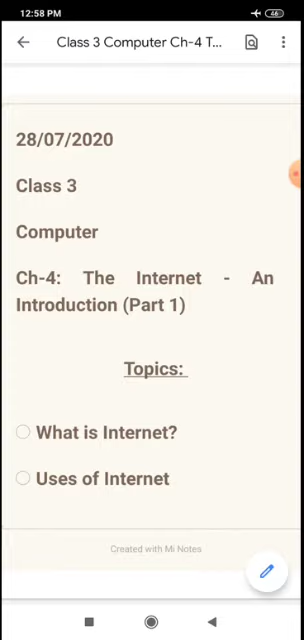 12:58 PM
46
Class 3 Computer Ch-4 T...
28/07/2020
Class 3
Computer
Ch-4: The Internet - An
Introduction (Part 1)
Topics:
What is Internet?
Uses of Internet
Created with Mi Notes